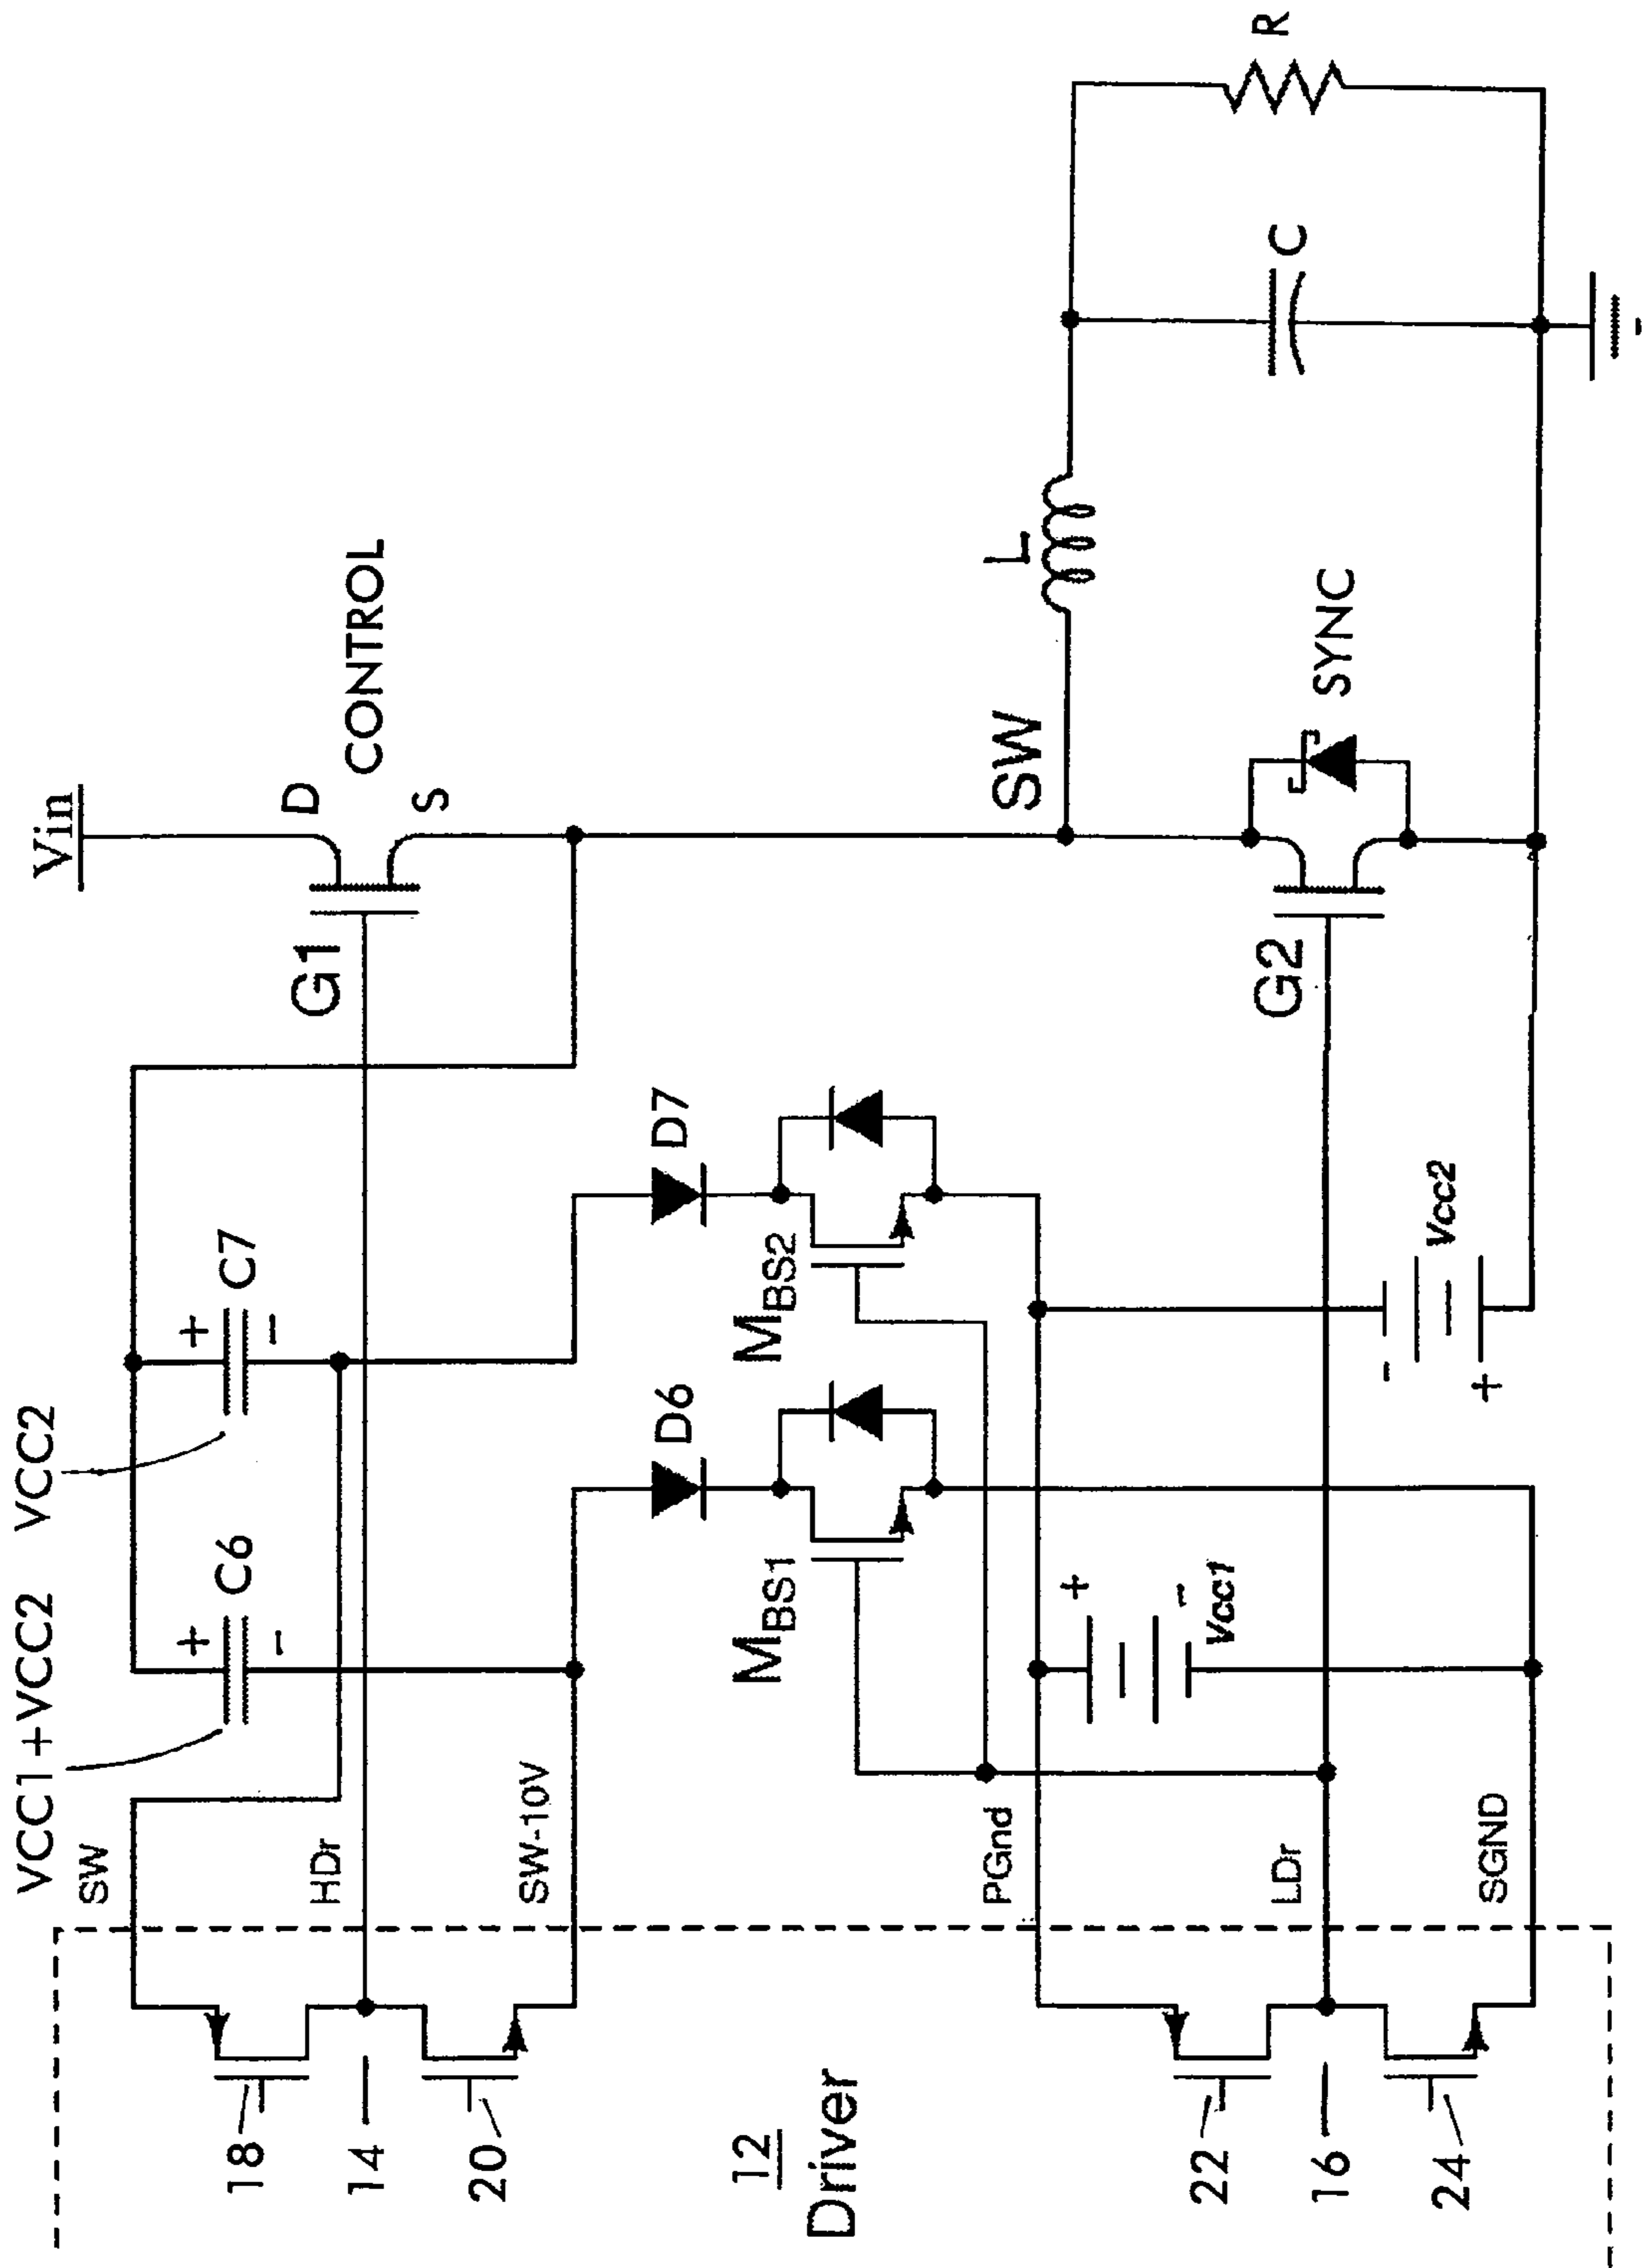 VCC1+VCC2
VCC2
Vin
D
CONTROL
S
G1
SW
HDr
SW-10V
C6
+
-
C7
+
-
D6
D7
MBS1
MBS2
18
14
20
12
Driver
PGnd
LDr
SGND
22
16
24
+
-
Vcc1
-
+
Vcc2
G2
SYNC
SW
L
C
R
-